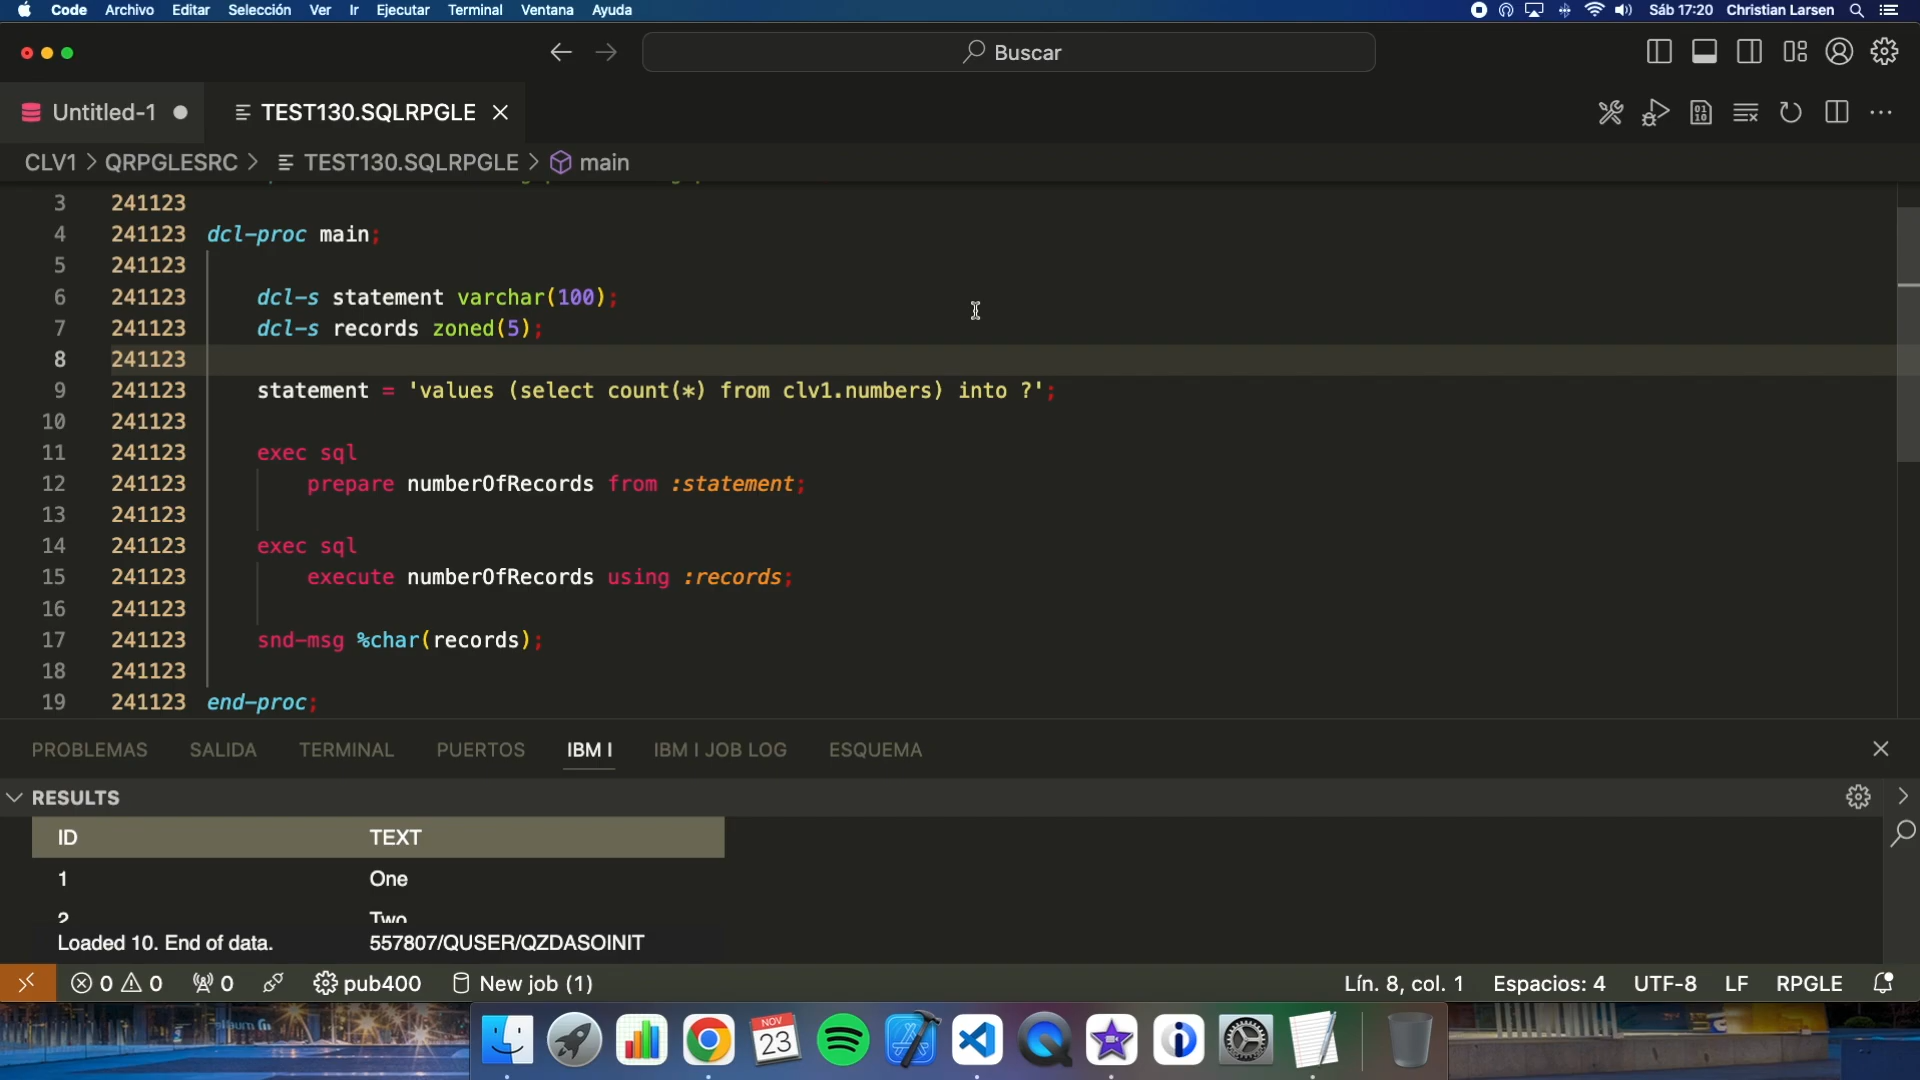 Code Archivo Editar Selección Ver Ir Ejecutar Terminal Ventana Ayuda Sáb 17:20 Christian Larsen
Buscar
Untitled-1 TEST130.SQLRPGLE
CLV1 > QRPGLESRC > TEST130.SQLRPGLE > main
3 241123
4 241123 dcl-proc main;
5 241123
6 241123 dcl-s statement varchar(100);
7 241123 dcl-s records zoned(5);
8 241123
9 241123 statement = 'values (select count(*) from clv1.numbers) into ?';
10 241123
11 241123 exec sql
12 241123 prepare numberOfRecords from :statement;
13 241123
14 241123 exec sql
15 241123 execute numberOfRecords using :records;
16 241123
17 241123 snd-msg %char(records);
18 241123
19 241123 end-proc;
PROBLEMAS SALIDA TERMINAL PUERTOS IBM I IBM I JOB LOG ESQUEMA
RESULTS
ID TEXT
1 One
2 Two
Loaded 10. End of data. 557807/QUSER/QZDASOINIT
0 0 0 pub400 New job (1) Lín. 8, col. 1 Espacios: 4 UTF-8 LF RPGLE
NOV
23